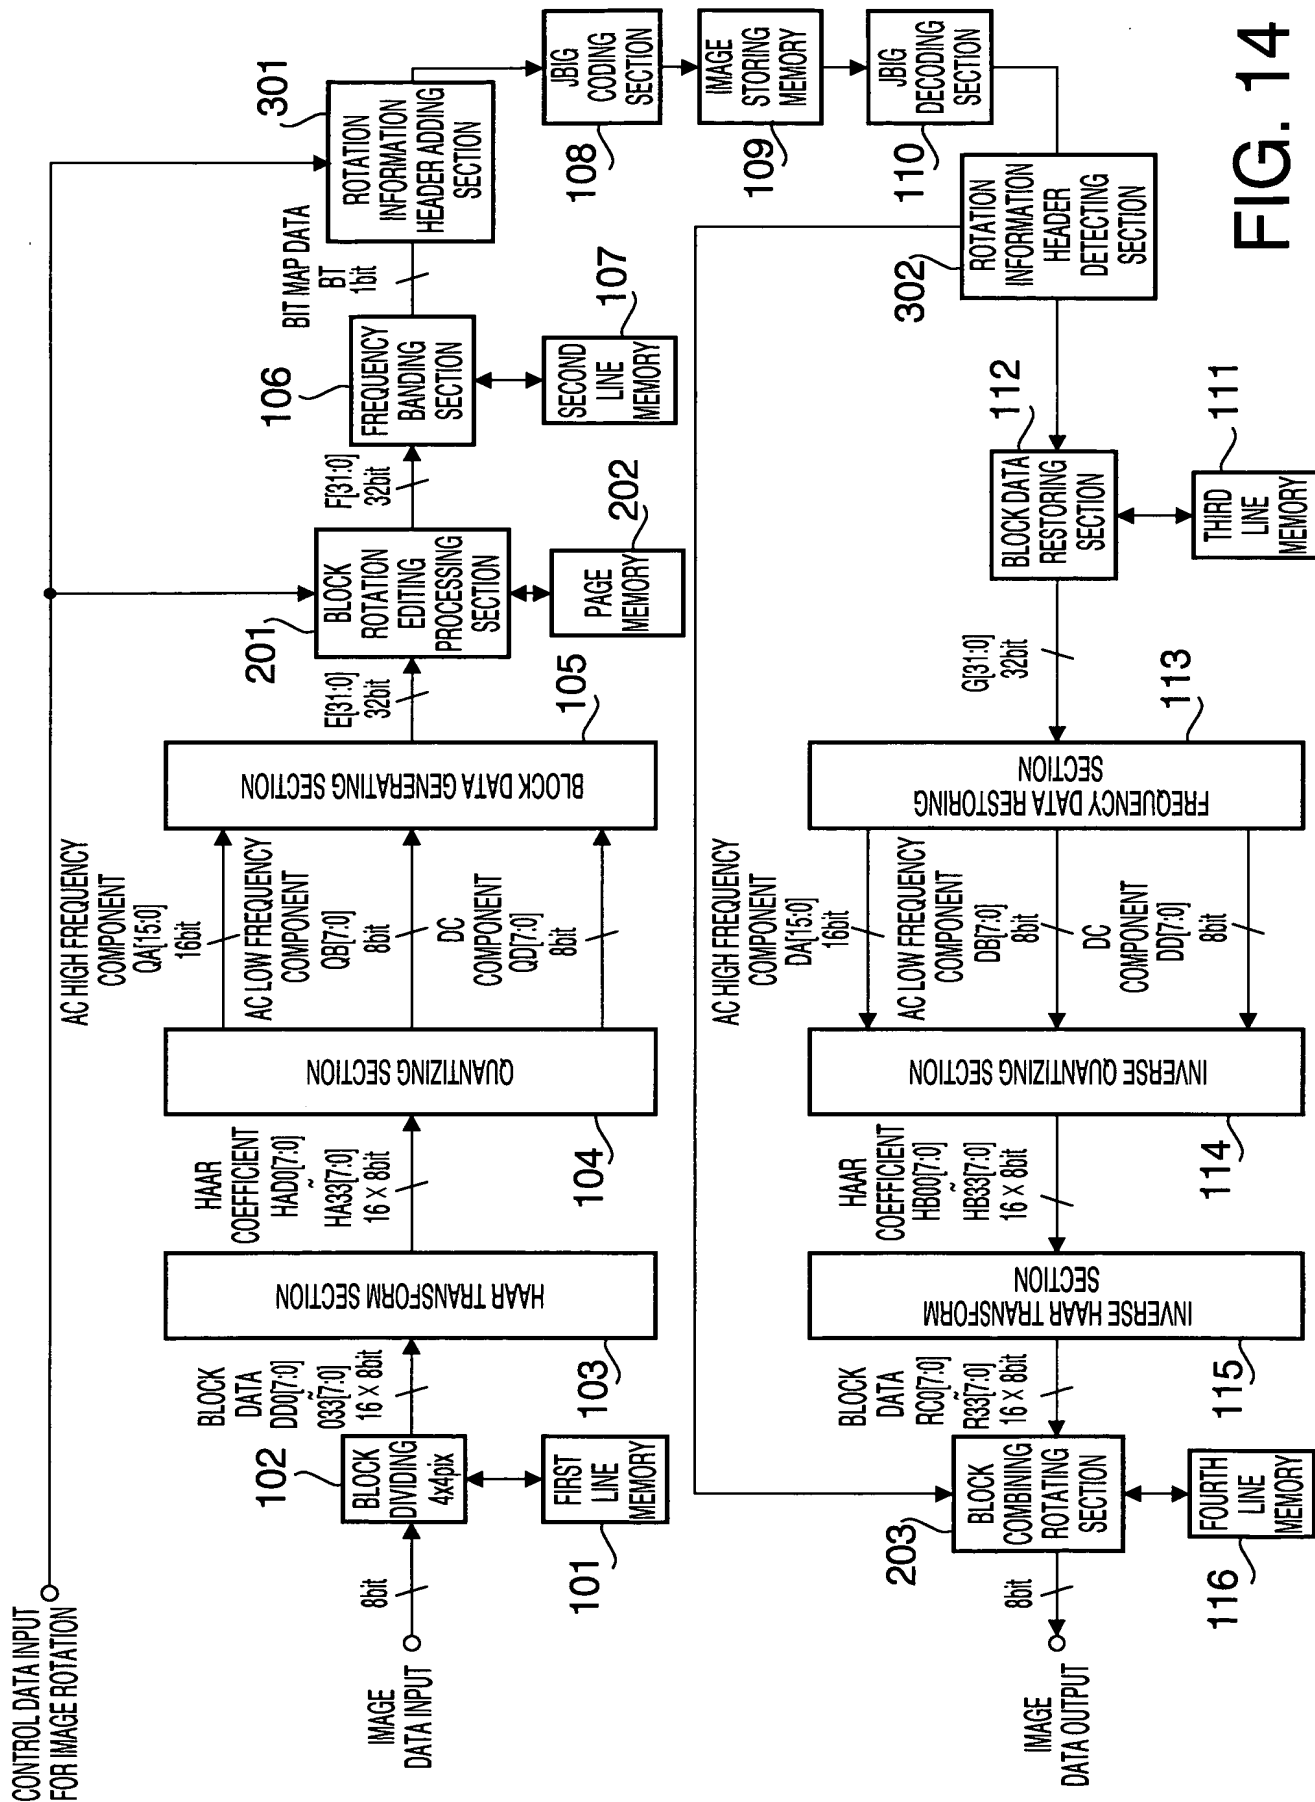 CONTROL DATA INPUT
FOR IMAGE ROTATION
IMAGE
DATA INPUT
8bit
102
BLOCK
DIVIDING
4x4pix
FIRST
LINE
MEMORY
101
BLOCK
DATA
DD0[7:0]
~
033[7:0]
16 × 8bit
HAAR TRANSFORM SECTION
103
HAAR
COEFFICIENT
HAD0[7:0]
~
HA33[7:0]
16 × 8bit
QUANTIZING SECTION
104
AC HIGH FREQUENCY
COMPONENT
QA[15:0]
16bit
AC LOW FREQUENCY
COMPONENT
QB[7:0]
8bit
DC
COMPONENT
QD[7:0]
8bit
BLOCK DATA GENERATING SECTION
105
E[31:0]
32bit
201
BLOCK
ROTATION
EDITING
PROCESSING
SECTION
PAGE
MEMORY
202
F[31:0]
32bit
106
FREQUENCY
BANDING
SECTION
SECOND
LINE
MEMORY
107
BIT MAP DATA
BT
1bit
ROTATION
INFORMATION
HEADER ADDING
SECTION
301
JBIG
CODING
SECTION
108
IMAGE
STORING
MEMORY
109
JBIG
DECODING
SECTION
110
ROTATION
INFORMATION
HEADER
DETECTING
SECTION
302
112
BLOCK DATA
RESTORING
SECTION
THIRD
LINE
MEMORY
111
G[31:0]
32bit
FREQUENCY DATA RESTORING
SECTION
113
AC HIGH FREQUENCY
COMPONENT
DA[15:0]
16bit
AC LOW FREQUENCY
COMPONENT
DB[7:0]
8bit
DC
COMPONENT
DD[7:0]
8bit
INVERSE QUANTIZING SECTION
114
HAAR
COEFFICIENT
HB00[7:0]
~
HB33[7:0]
16 × 8bit
INVERSE HAAR TRANSFORM
SECTION
115
BLOCK
DATA
RC0[7:0]
~
R33[7:0]
16 × 8bit
203
BLOCK
COMBINING
ROTATING
SECTION
FOURTH
LINE
MEMORY
116
8bit
IMAGE
DATA OUTPUT
FIG. 14